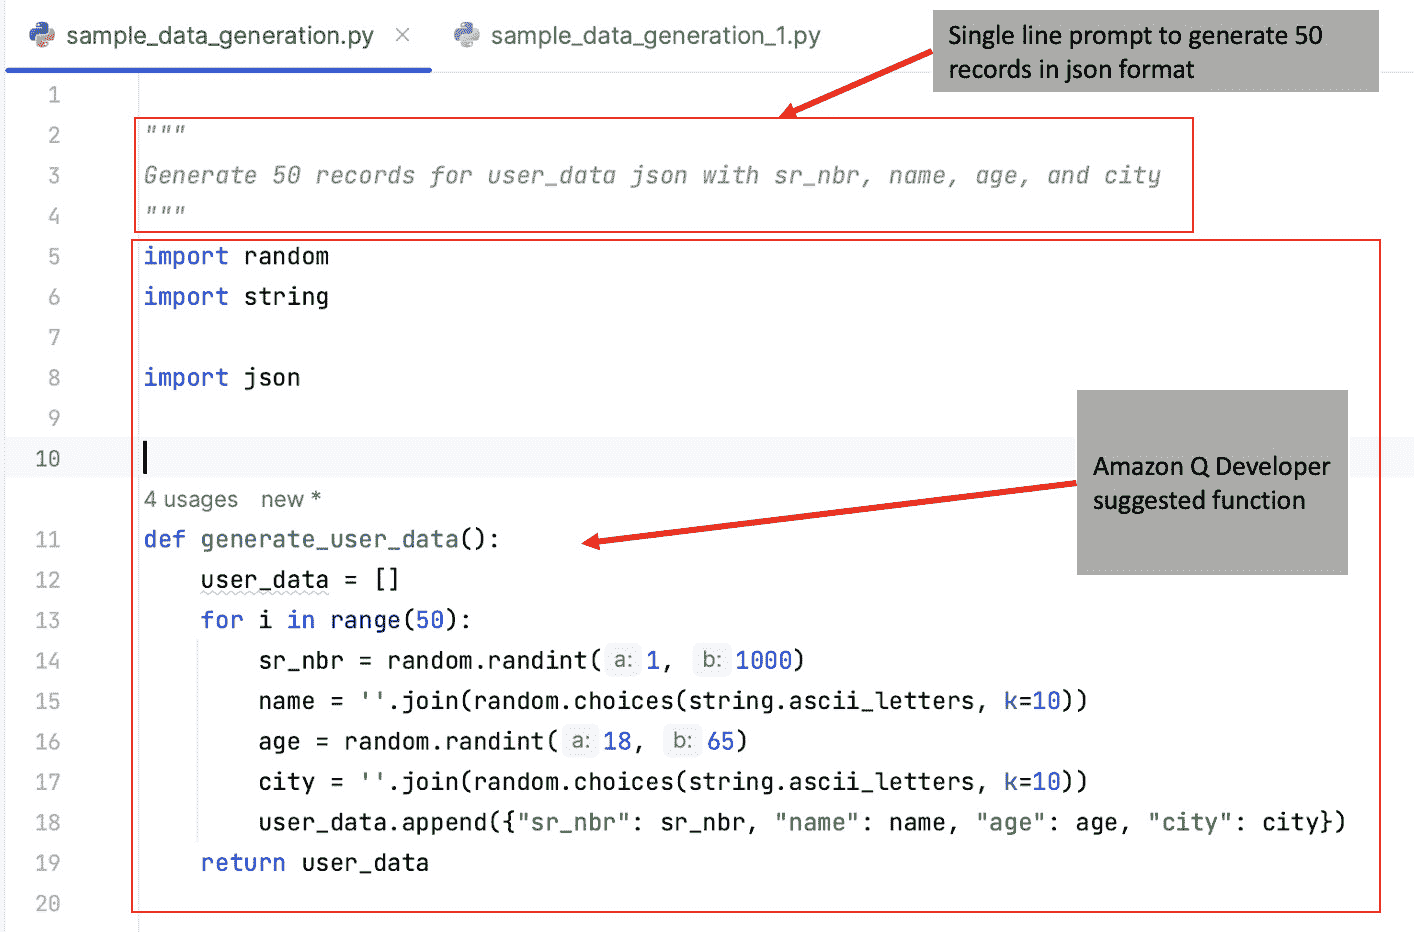 sample_data_generation.py
sample_data_generation_1.py
Single line prompt to generate 50
records in json format
1
2 """
3 Generate 50 records for user_data json with sr_nbr, name, age, and city
4 """
5 import random
6 import string
7
8 import json
9
10
Amazon Q Developer
suggested function
4 usages new *
11 def generate_user_data():
12 user_data = []
13 for i in range(50):
14 sr_nbr = random.randint( a: 1, b: 1000)
15 name = ''.join(random.choices(string.ascii_letters, k=10))
16 age = random.randint( a: 18, b: 65)
17 city = ''.join(random.choices(string.ascii_letters, k=10))
18 user_data.append({"sr_nbr": sr_nbr, "name": name, "age": age, "city": city})
19 return user_data
20